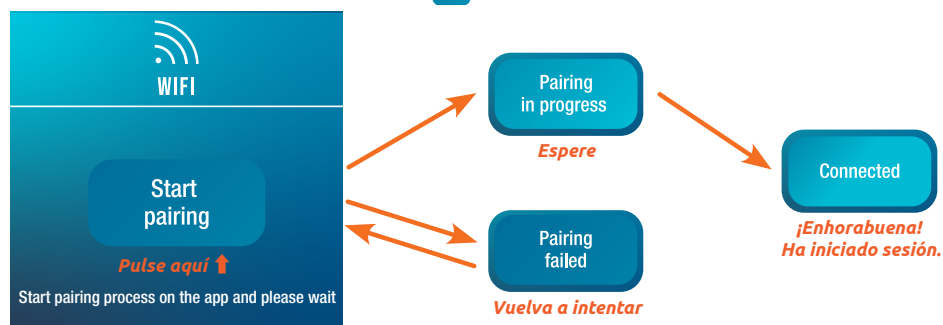 WIFI
Start
pairing
Pulse aquí
Start pairing process on the app and please wait
Pairing
in progress
Espere
Pairing
failed
Vuelva a intentar
Connected
¡Enhorabuena!
Ha iniciado sesión.